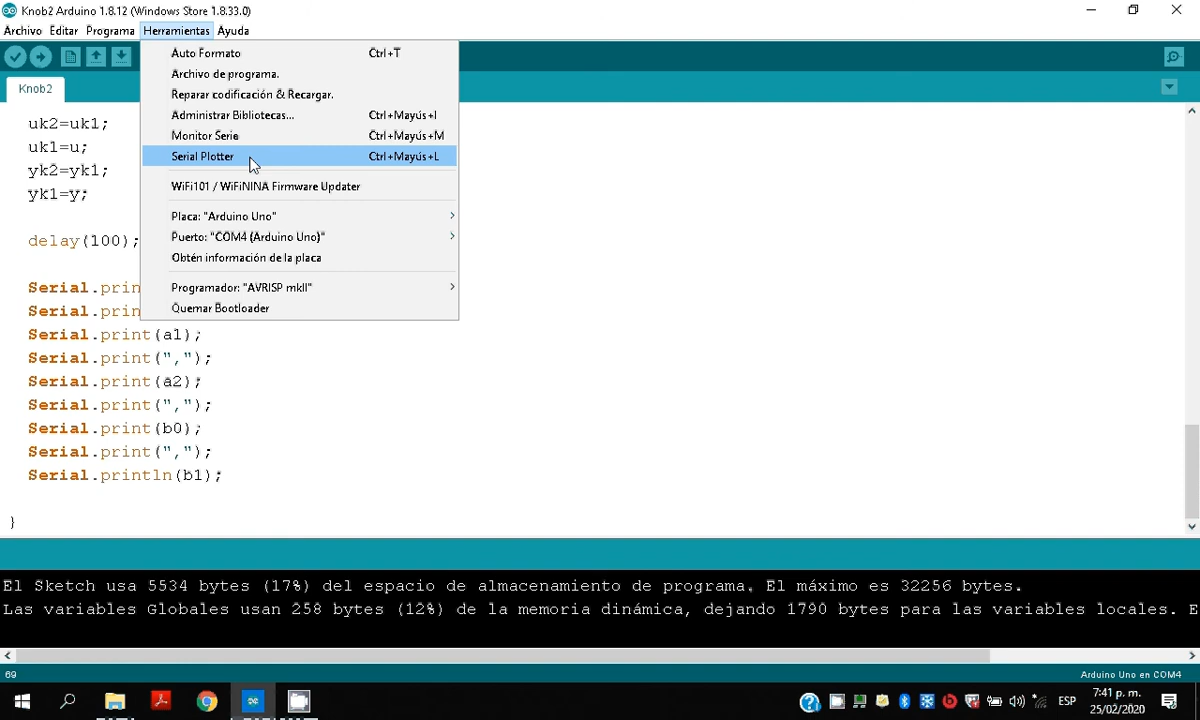 Knob2 Arduino 1.8.12 (Windows Store 1.8.33.0)
Archivo Editar Programa Herramientas Ayuda
Knob2
Auto Formato Ctrl+T
Archivo de programa.
Reparar codificación & Recargar.
Administrar Bibliotecas... Ctrl+Mayús+I
Monitor Serie Ctrl+Mayús+M
Serial Plotter Ctrl+Mayús+L
WiFi101 / WiFiNINA Firmware Updater
Placa: "Arduino Uno"
Puerto: "COM4 (Arduino Uno)"
Obtén información de la placa
Programador: "AVRISP mkII"
Quemar Bootloader
uk2=uk1;
uk1=u;
yk2=yk1;
yk1=y;
delay(100);
Serial.prin
Serial.prin
Serial.print(a1);
Serial.print(",");
Serial.print(a2);
Serial.print(",");
Serial.print(b0);
Serial.print(",");
Serial.println(b1);
}
El Sketch usa 5534 bytes (17%) del espacio de almacenamiento de programa. El máximo es 32256 bytes.
Las variables Globales usan 258 bytes (12%) de la memoria dinámica, dejando 1790 bytes para las variables locales. E
69
Arduino Uno en COM4
ESP
7:41 p. m.
25/02/2020